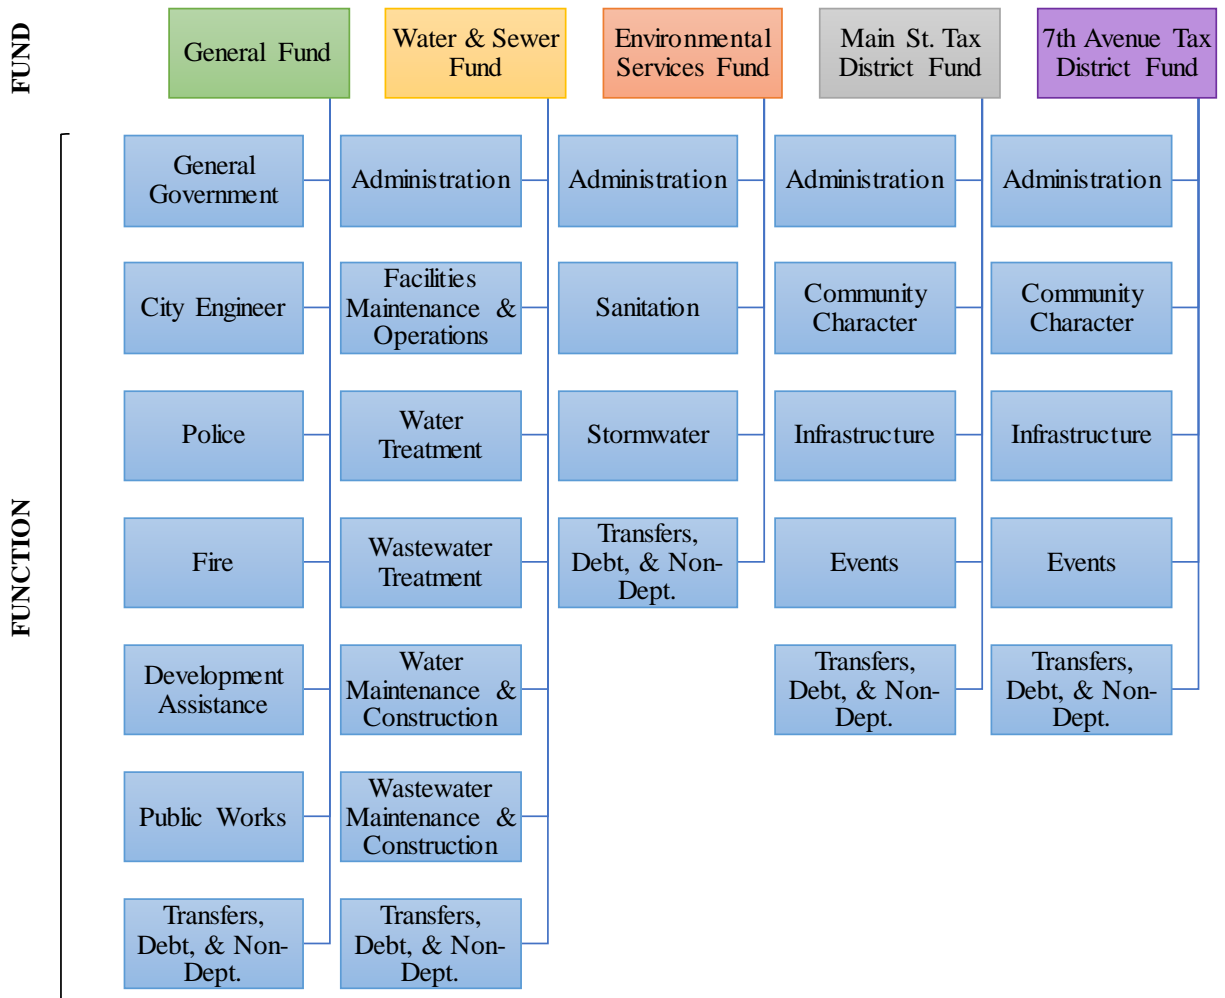 FUND
General Fund
Water & Sewer
Fund
Environmental
Services Fund
Main St. Tax
District Fund
7th Avenue Tax
District Fund
FUNCTION
General
Government
City Engineer
Police
Fire
Development
Assistance
Public Works
Transfers,
Debt, & Non-
Dept.
Administration
Facilities
Maintenance &
Operations
Water
Treatment
Wastewater
Treatment
Water
Maintenance &
Construction
Wastewater
Maintenance &
Construction
Transfers,
Debt, & Non-
Dept.
Administration
Sanitation
Stormwater
Transfers,
Debt, & Non-
Dept.
Administration
Community
Character
Infrastructure
Events
Transfers,
Debt, & Non-
Dept.
Administration
Community
Character
Infrastructure
Events
Transfers,
Debt, & Non-
Dept.